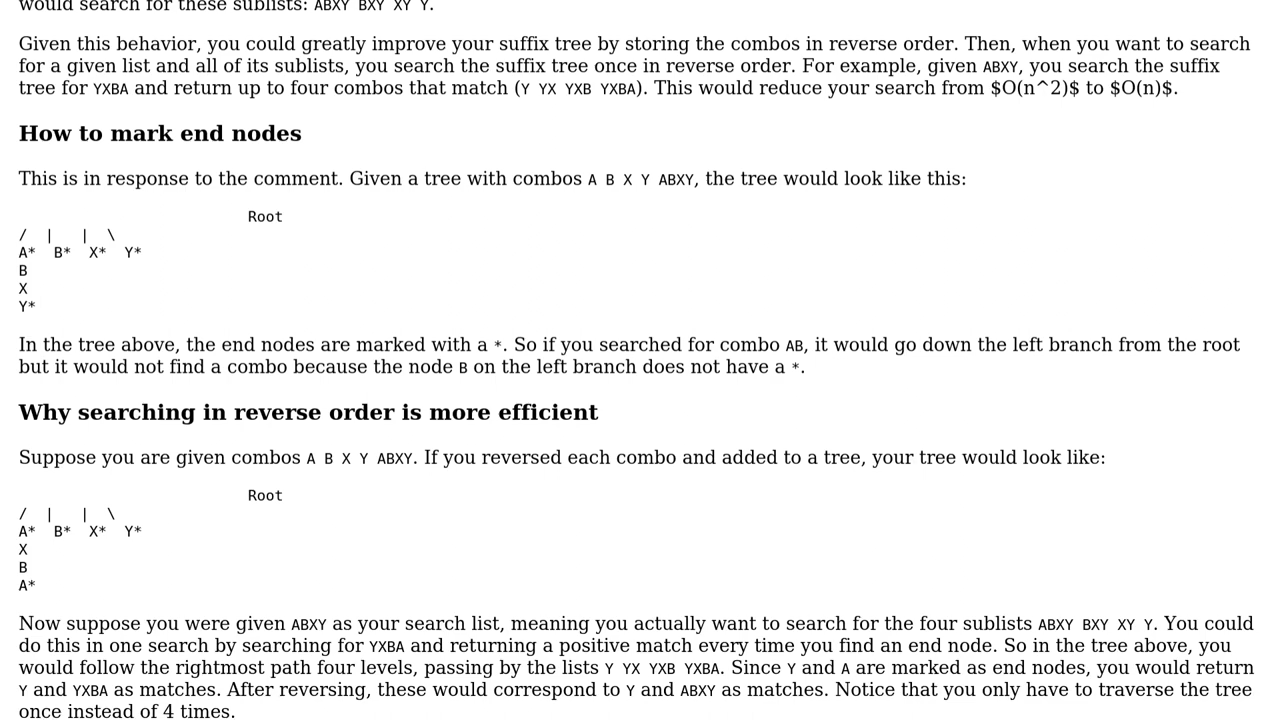 would search for these sublists: ABXY BXY XY Y.
Given this behavior, you could greatly improve your suffix tree by storing the combos in reverse order. Then, when you want to search
for a given list and all of its sublists, you search the suffix tree once in reverse order. For example, given ABXY, you search the suffix
tree for YXBA and return up to four combos that match (Y YX YXB YXBA). This would reduce your search from $O(n^2)$ to $O(n)$.
How to mark end nodes
This is in response to the comment. Given a tree with combos A B X Y ABXY, the tree would look like this:
Root
/  |   |  \
A*  B*  X*  Y*
B
X
Y*
In the tree above, the end nodes are marked with a *. So if you searched for combo AB, it would go down the left branch from the root
but it would not find a combo because the node B on the left branch does not have a *.
Why searching in reverse order is more efficient
Suppose you are given combos A B X Y ABXY. If you reversed each combo and added to a tree, your tree would look like:
Root
/  |   |  \
A*  B*  X*  Y*
X
B
A*
Now suppose you were given ABXY as your search list, meaning you actually want to search for the four sublists ABXY BXY XY Y. You could
do this in one search by searching for YXBA and returning a positive match every time you find an end node. So in the tree above, you
would follow the rightmost path four levels, passing by the lists Y YX YXB YXBA. Since Y and A are marked as end nodes, you would return
Y and YXBA as matches. After reversing, these would correspond to Y and ABXY as matches. Notice that you only have to traverse the tree
once instead of 4 times.